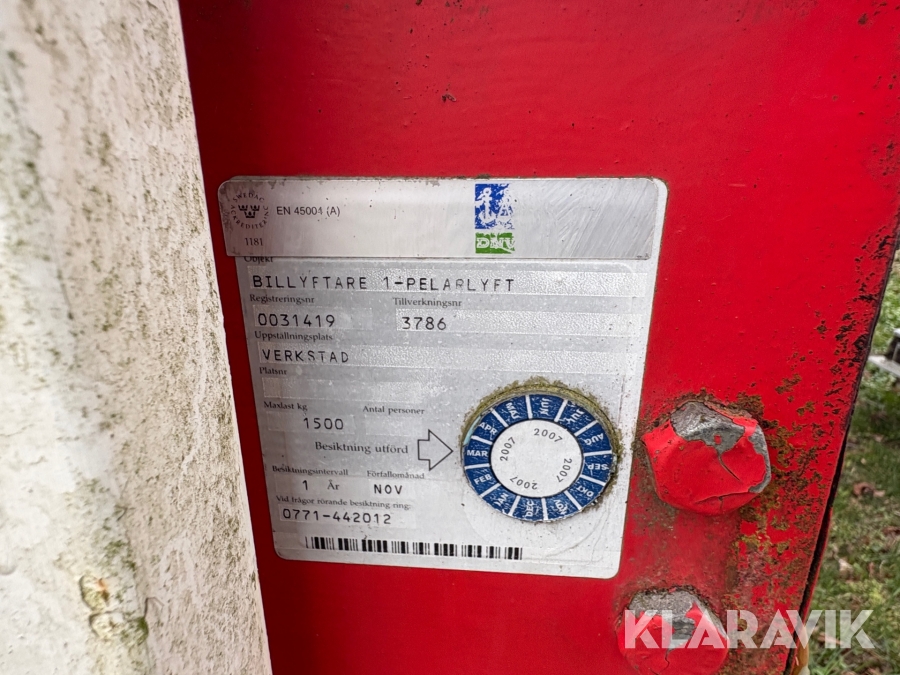 SWEDAC
ACKREDITERING
EN 45004 (A)
1181
DNV
Objekt
BILLYFTARE 1-PELARLYFT
Registreringsnr Tillverkningsnr
0031419 3786
Uppställningsplats
VERKSTAD
Platsnr
Maxlast kg Antal personer
1500
Besiktning utförd
Besiktningsintervall Förfallomånad
1 År NOV
Vid frågor rörande besiktning ring:
0771-442012
JAN FEB MAR APR MAJ JUN JUL AUG SEP OKT NOV DEC
2007 2007 2007 2007
KLARAVIK